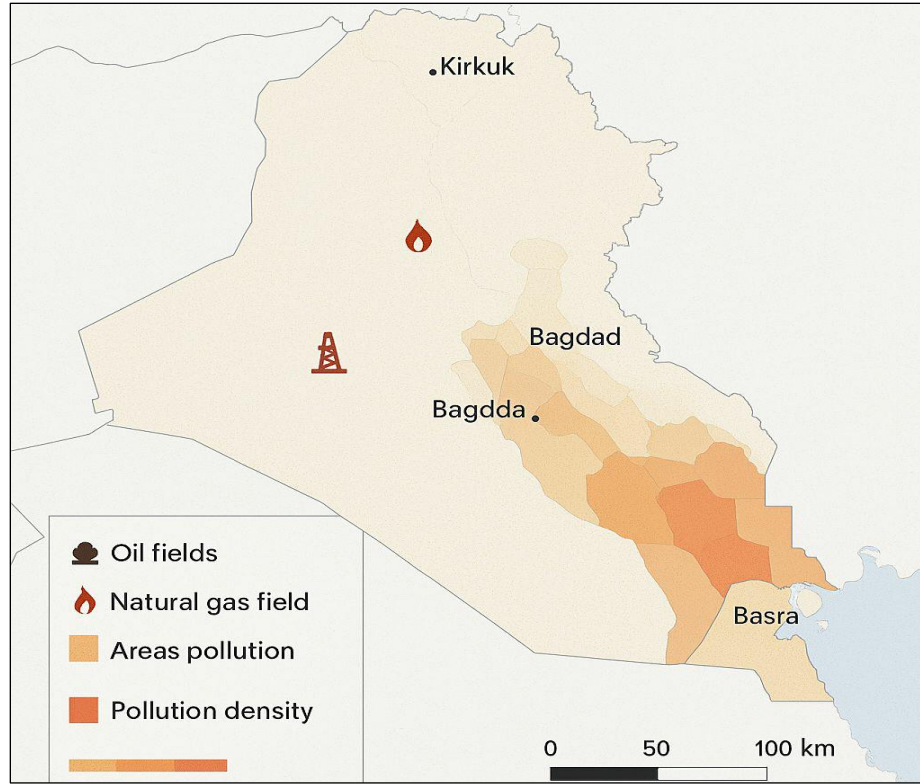 Kirkuk
Bagdad
Bagdda
Basra
Oil fields
Natural gas field
Areas pollution
Pollution density
0 50 100 km